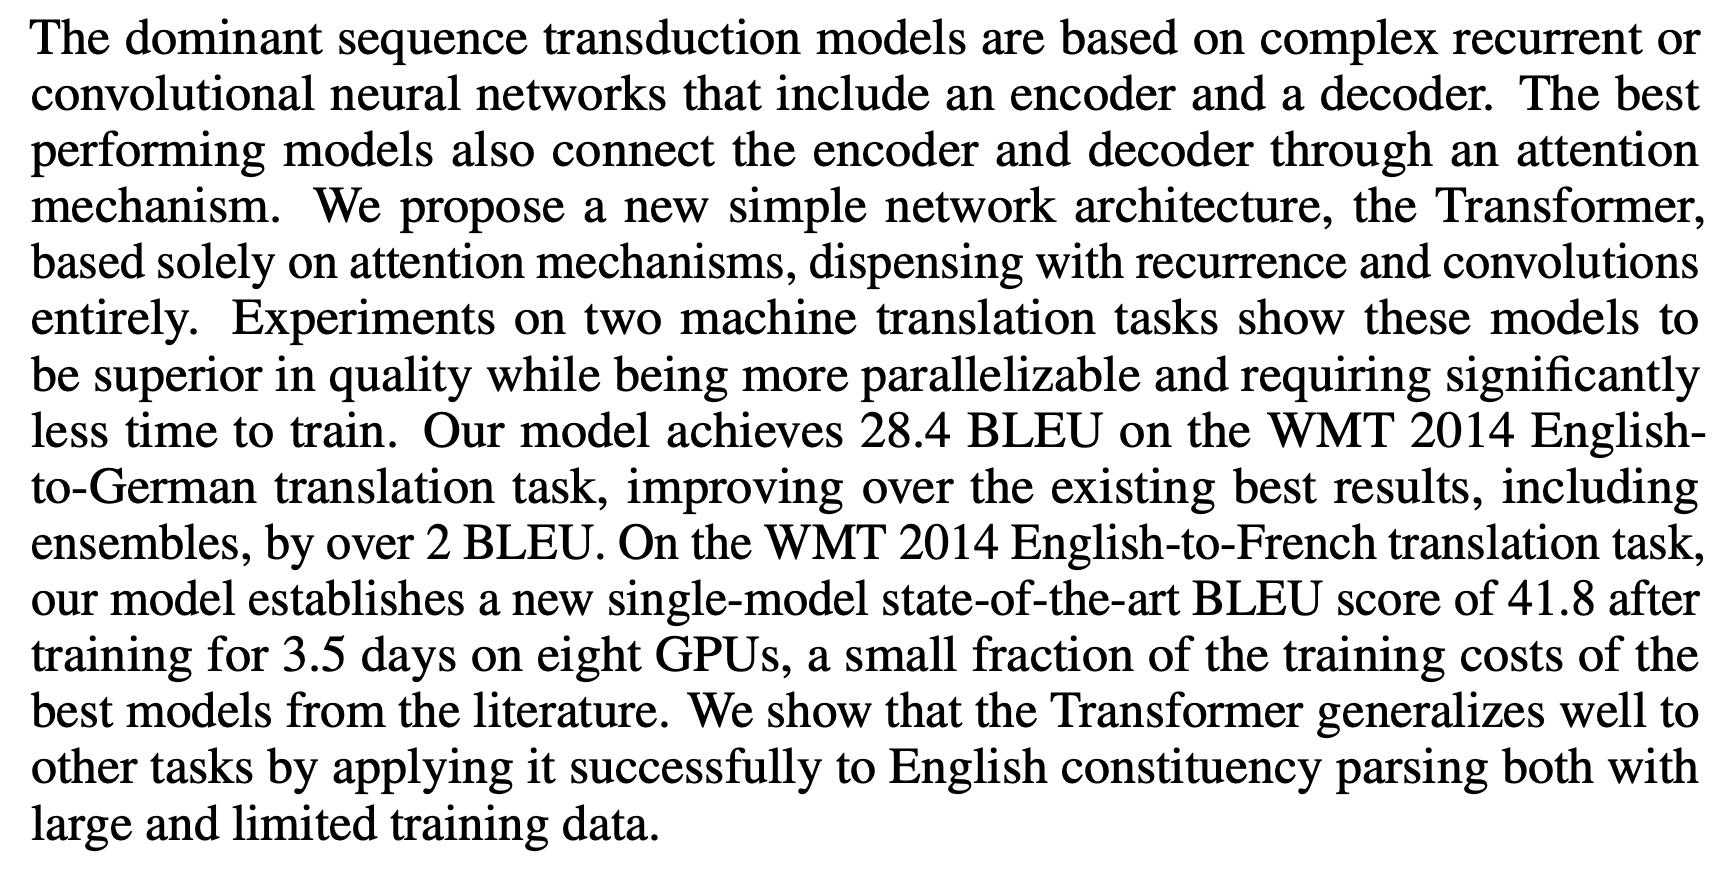 The dominant sequence transduction models are based on complex recurrent or
convolutional neural networks that include an encoder and a decoder. The best
performing models also connect the encoder and decoder through an attention
mechanism. We propose a new simple network architecture, the Transformer,
based solely on attention mechanisms, dispensing with recurrence and convolutions
entirely. Experiments on two machine translation tasks show these models to
be superior in quality while being more parallelizable and requiring significantly
less time to train. Our model achieves 28.4 BLEU on the WMT 2014 English-
to-German translation task, improving over the existing best results, including
ensembles, by over 2 BLEU. On the WMT 2014 English-to-French translation task,
our model establishes a new single-model state-of-the-art BLEU score of 41.8 after
training for 3.5 days on eight GPUs, a small fraction of the training costs of the
best models from the literature. We show that the Transformer generalizes well to
other tasks by applying it successfully to English constituency parsing both with
large and limited training data.